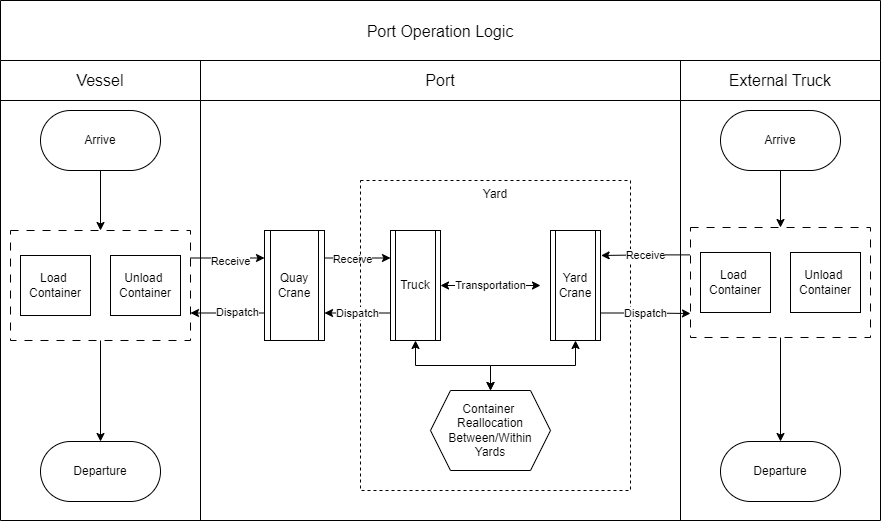 Port Operation Logic
Vessel
Port
External Truck
Arrive
Arrive
Yard
Load
Container
Unload
Container
Receive
Dispatch
Quay
Crane
Receive
Dispatch
Truck
Transportation
Yard
Crane
Receive
Dispatch
Load
Container
Unload
Container
Container
Reallocation
Between/Within
Yards
Departure
Departure